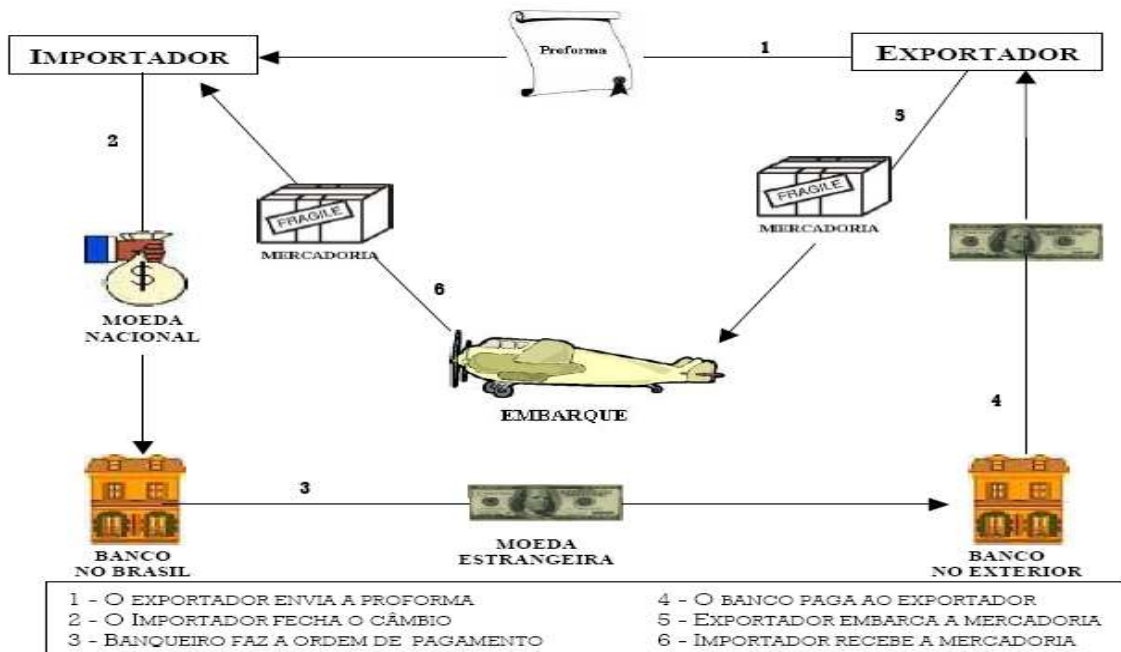 Proforma
1
IMPORTADOR
EXPORTADOR
2
5
FRAGILE
MERCADORIA
FRAGILE
MERCADORIA
6
$
MOEDA
NACIONAL
EMBARQUE
4
3
BANCO
NO BRASIL
MOEDA
ESTRANGEIRA
BANCO
NO EXTERIOR
1 - O EXPORTADOR ENVIA A PROFORMA
2 - O IMPORTADOR FECHA O CÂMBIO
3 - BANQUEIRO FAZ A ORDEM DE PAGAMENTO
4 - O BANCO PAGA AO EXPORTADOR
5 - EXPORTADOR EMBARCA A MERCADORIA
6 - IMPORTADOR RECEBE A MERCADORIA